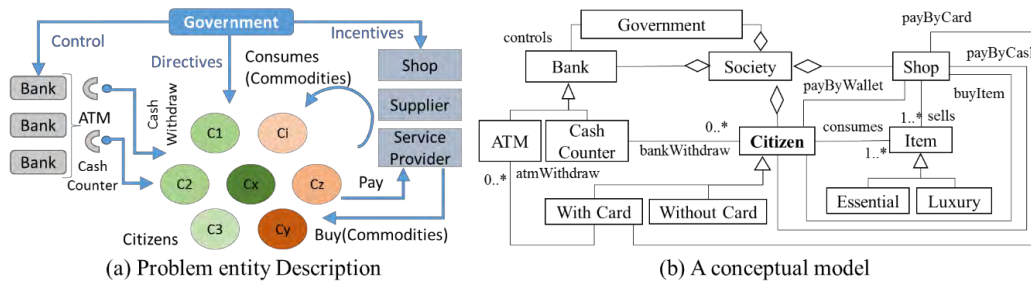 Government
Control
Incentives
Directives
Consumes
(Commodities)
Bank
Bank
Bank
ATM
Cash
Counter
Cash
Withdraw
Shop
Supplier
Service
Provider
C1
Ci
C2
Cx
Cz
C3
Cy
Pay
Citizens
Buy(Commodities)
(a) Problem entity Description
Government
payByCard
controls
payByCash
Bank
Society
Shop
payByWallet
buyItem
ATM
Cash
Counter
0..*
Citizen
consumes
1..*
sells
Item
bankWithdraw
1..*
0..*
atmWithdraw
With Card
Without Card
Essential
Luxury
(b) A conceptual model